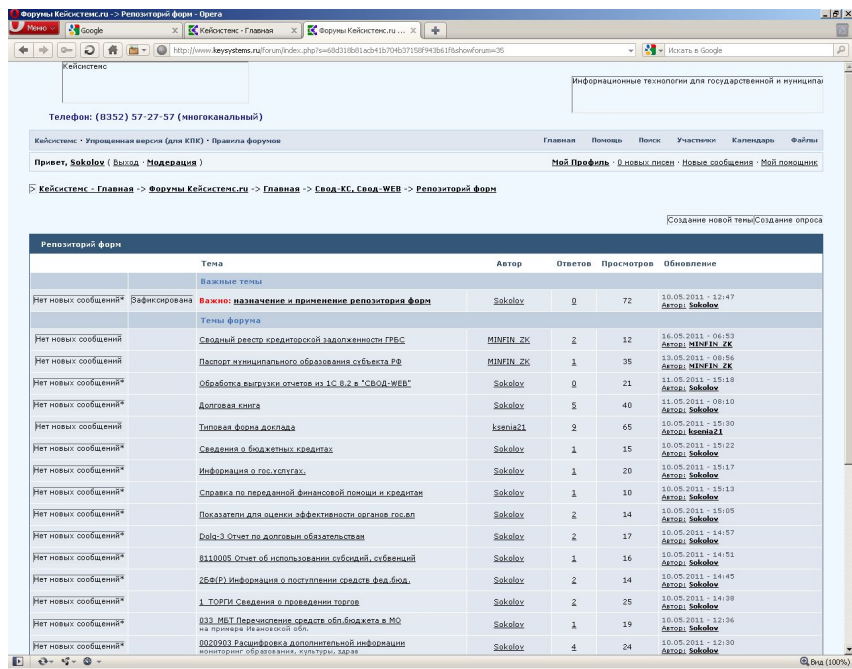 Форумы Кейсистемс.ru -> Репозиторий форм - Opera
Меню Google Кейсистемс - Главная Форумы Кейсистемс.ru ...
http://www.keysystems.ru/forum/index.php?s=68d318b81acb41b704b37158f943b61f&showforum=35 Искать в Google
Кейсистемс
Информационные технологии для государственной и муниципал
Телефон: (8352) 57-27-57 (многоканальный)
Кейсистемс · Упрощенная версия (для КПК) · Правила форумов Главная Помощь Поиск Участники Календарь Файлы
Привет, Sokolov ( Выход · Модерация ) Мой Профиль · 0 новых писем · Новые сообщения · Мой помощник
> Кейсистемс - Главная -> Форумы Кейсистемс.ru -> Главная -> Свод-КС, Свод-WEB -> Репозиторий форм
Создание новой темы Создание опроса
Репозиторий форм
Тема Автор Ответов Просмотров Обновление
Важные темы
Нет новых сообщений* Зафиксирована Важно: назначение и применение репозитория форм Sokolov 0 72 10.05.2011 - 12:47
Автор: Sokolov
Темы форума
Нет новых сообщений Сводный реестр кредиторской задолженности ГРБС MINFIN_ZK 2 12 16.05.2011 - 06:53
Автор: MINFIN_ZK
Нет новых сообщений Паспорт муниципального образования субъекта РФ MINFIN_ZK 1 35 13.05.2011 - 08:56
Автор: MINFIN_ZK
Нет новых сообщений* Обработка выгрузки отчетов из 1С 8.2 в "СВОД-WEB" Sokolov 0 21 11.05.2011 - 15:18
Автор: Sokolov
Нет новых сообщений* Долговая книга Sokolov 5 40 11.05.2011 - 08:10
Автор: Sokolov
Нет новых сообщений Типовая форма доклада ksenia21 9 65 10.05.2011 - 15:30
Автор: ksenia21
Нет новых сообщений* Сведения о бюджетных кредитах Sokolov 1 15 10.05.2011 - 15:22
Автор: Sokolov
Нет новых сообщений* Информация о гос.услугах. Sokolov 1 20 10.05.2011 - 15:17
Автор: Sokolov
Нет новых сообщений* Справка по переданной финансовой помощи и кредитам Sokolov 1 10 10.05.2011 - 15:13
Автор: Sokolov
Нет новых сообщений* Показатели для оценки эффективности органов гос.вл Sokolov 2 14 10.05.2011 - 15:05
Автор: Sokolov
Нет новых сообщений* Dolg-3 Отчет по долговым обязательствам Sokolov 2 17 10.05.2011 - 14:57
Автор: Sokolov
Нет новых сообщений* 8110005 Отчет об использовании субсидий, субвенций Sokolov 1 16 10.05.2011 - 14:51
Автор: Sokolov
Нет новых сообщений* 2БФ(Р) Информация о поступлении средств фед.бюд. Sokolov 2 14 10.05.2011 - 14:45
Автор: Sokolov
Нет новых сообщений* 1_ТОРГИ Сведения о проведении торгов Sokolov 2 25 10.05.2011 - 14:38
Автор: Sokolov
Нет новых сообщений* 033_МБТ Перечисление средств обл.бюджета в МО Sokolov 1 19 10.05.2011 - 12:36
на примере Ивановской обл. Автор: Sokolov
Нет новых сообщений* 0020903 Расшифровка дополнительной информации Sokolov 4 24 10.05.2011 - 12:30
мониторинг образования, культуры, здрав Автор: Sokolov
Вид (100%)